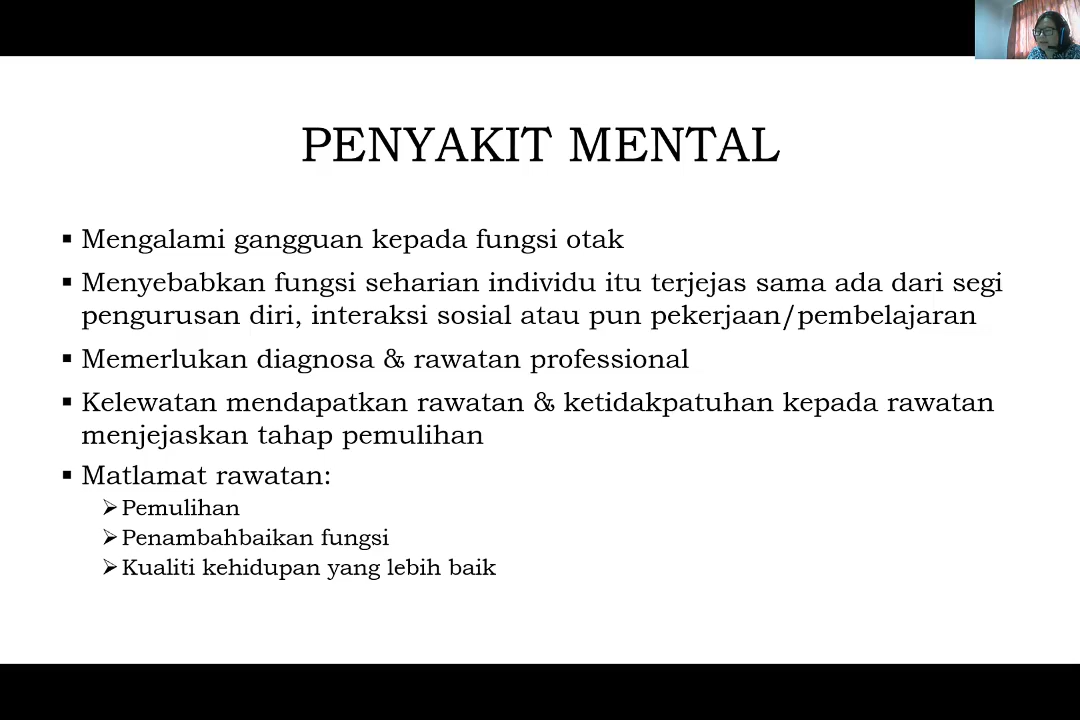 PENYAKIT MENTAL
▪ Mengalami gangguan kepada fungsi otak
▪ Menyebabkan fungsi seharian individu itu terjejas sama ada dari segi
pengurusan diri, interaksi sosial atau pun pekerjaan/pembelajaran
▪ Memerlukan diagnosa & rawatan professional
▪ Kelewatan mendapatkan rawatan & ketidakpatuhan kepada rawatan
menjejaskan tahap pemulihan
▪ Matlamat rawatan:
➢ Pemulihan
➢ Penambahbaikan fungsi
➢ Kualiti kehidupan yang lebih baik